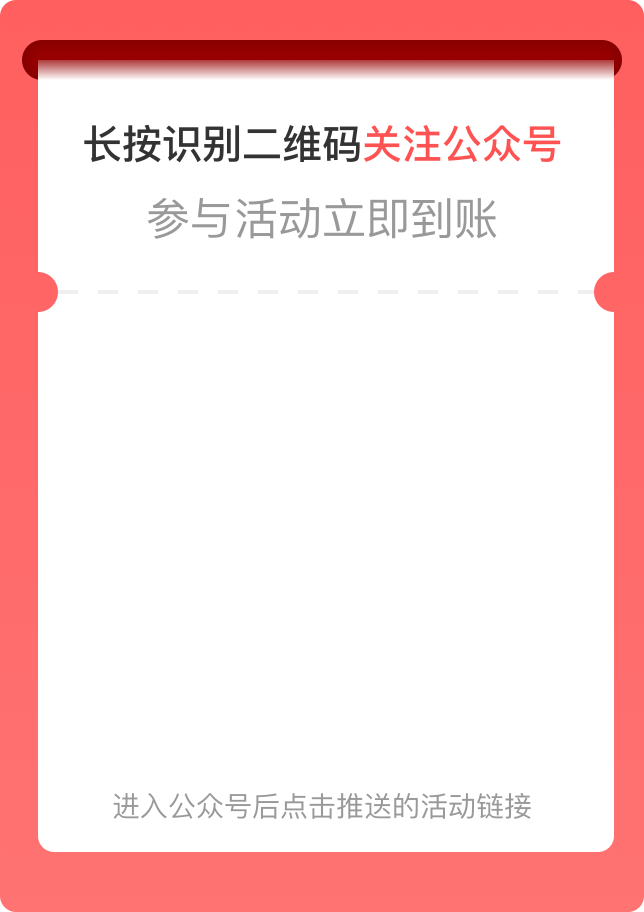 长按识别二维码关注公众号
参与活动立即到账
进入公众号后点击推送的活动链接